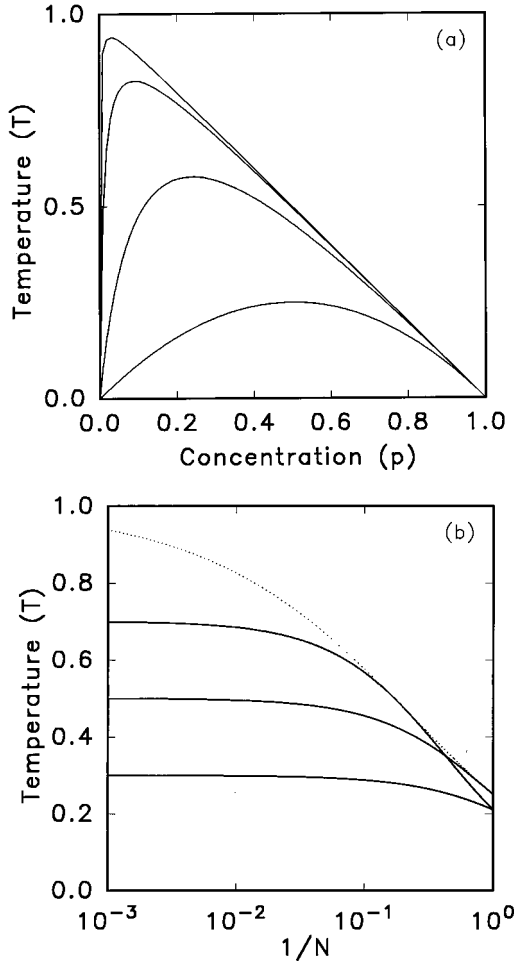 1.0
(a)
Temperature (T)
0.5
0.0
0.0 0.2 0.4 0.6 0.8 1.0
Concentration (p)
1.0
(b)
0.8
Temperature (T)
0.6
0.4
0.2
0.0
10⁻³ 10⁻² 10⁻¹ 10⁰
1/N